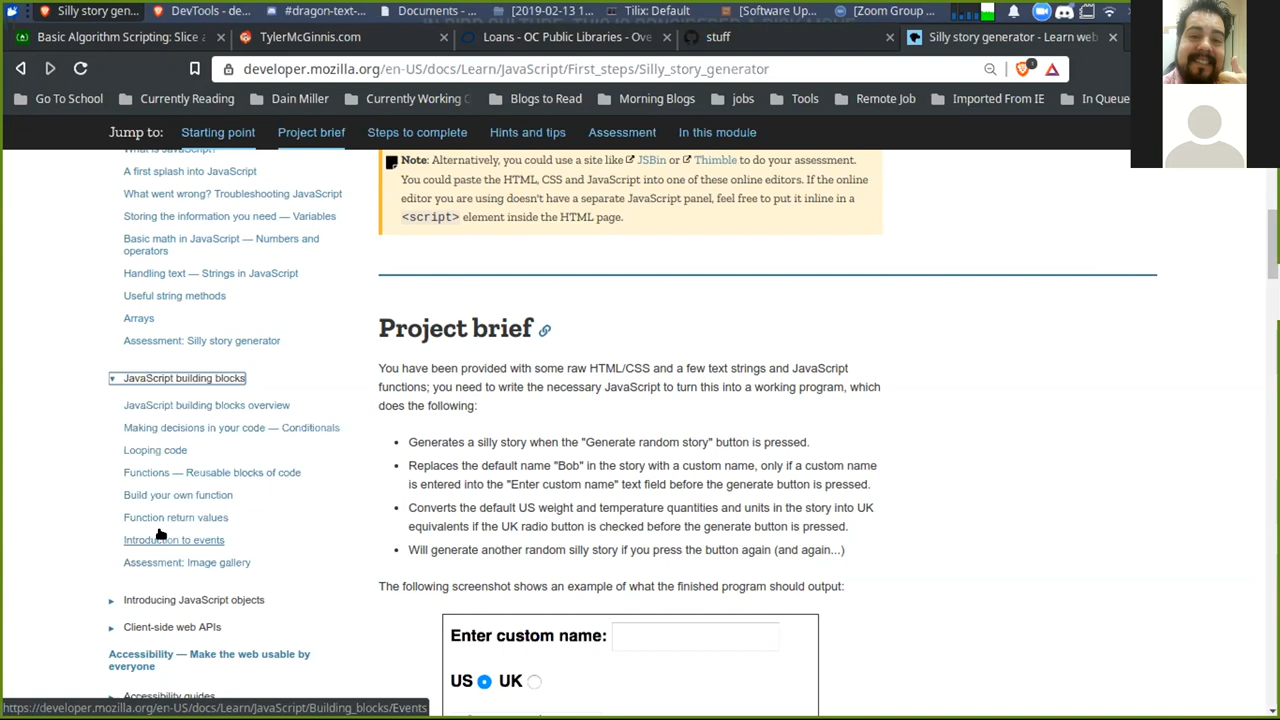 Silly story gen...
DevTools - de...
#dragon-text-...
Documents - ...
[2019-02-13 1...
Tilix: Default
[Software Up...
[Zoom Group ...
Basic Algorithm Scripting: Slice a
TylerMcGinnis.com
Loans - OC Public Libraries - Ove
stuff
Silly story generator - Learn web
developer.mozilla.org/en-US/docs/Learn/JavaScript/First_steps/Silly_story_generator
1
Go To School
Currently Reading
Dain Miller
Currently Working
Blogs to Read
Morning Blogs
jobs
Tools
Remote Job
Imported From IE
In Queue
Jump to: Starting point Project brief Steps to complete Hints and tips Assessment In this module
What is JavaScript?
A first splash into JavaScript
What went wrong? Troubleshooting JavaScript
Storing the information you need — Variables
Basic math in JavaScript — Numbers and
operators
Handling text — Strings in JavaScript
Useful string methods
Arrays
Assessment: Silly story generator
JavaScript building blocks
JavaScript building blocks overview
Making decisions in your code — Conditionals
Looping code
Functions — Reusable blocks of code
Build your own function
Function return values
Introduction to events
Assessment: Image gallery
Introducing JavaScript objects
Client-side web APIs
Accessibility — Make the web usable by
everyone
Accessibility guides
Note: Alternatively, you could use a site like JSBin or Thimble to do your assessment.
You could paste the HTML, CSS and JavaScript into one of these online editors. If the online
editor you are using doesn't have a separate JavaScript panel, feel free to put it inline in a
<script> element inside the HTML page.
Project brief
You have been provided with some raw HTML/CSS and a few text strings and JavaScript
functions; you need to write the necessary JavaScript to turn this into a working program, which
does the following:
• Generates a silly story when the "Generate random story" button is pressed.
• Replaces the default name "Bob" in the story with a custom name, only if a custom name
is entered into the "Enter custom name" text field before the generate button is pressed.
• Converts the default US weight and temperature quantities and units in the story into UK
equivalents if the UK radio button is checked before the generate button is pressed.
• Will generate another random silly story if you press the button again (and again...)
The following screenshot shows an example of what the finished program should output:
Enter custom name:
US UK
https://developer.mozilla.org/en-US/docs/Learn/JavaScript/Building_blocks/Events